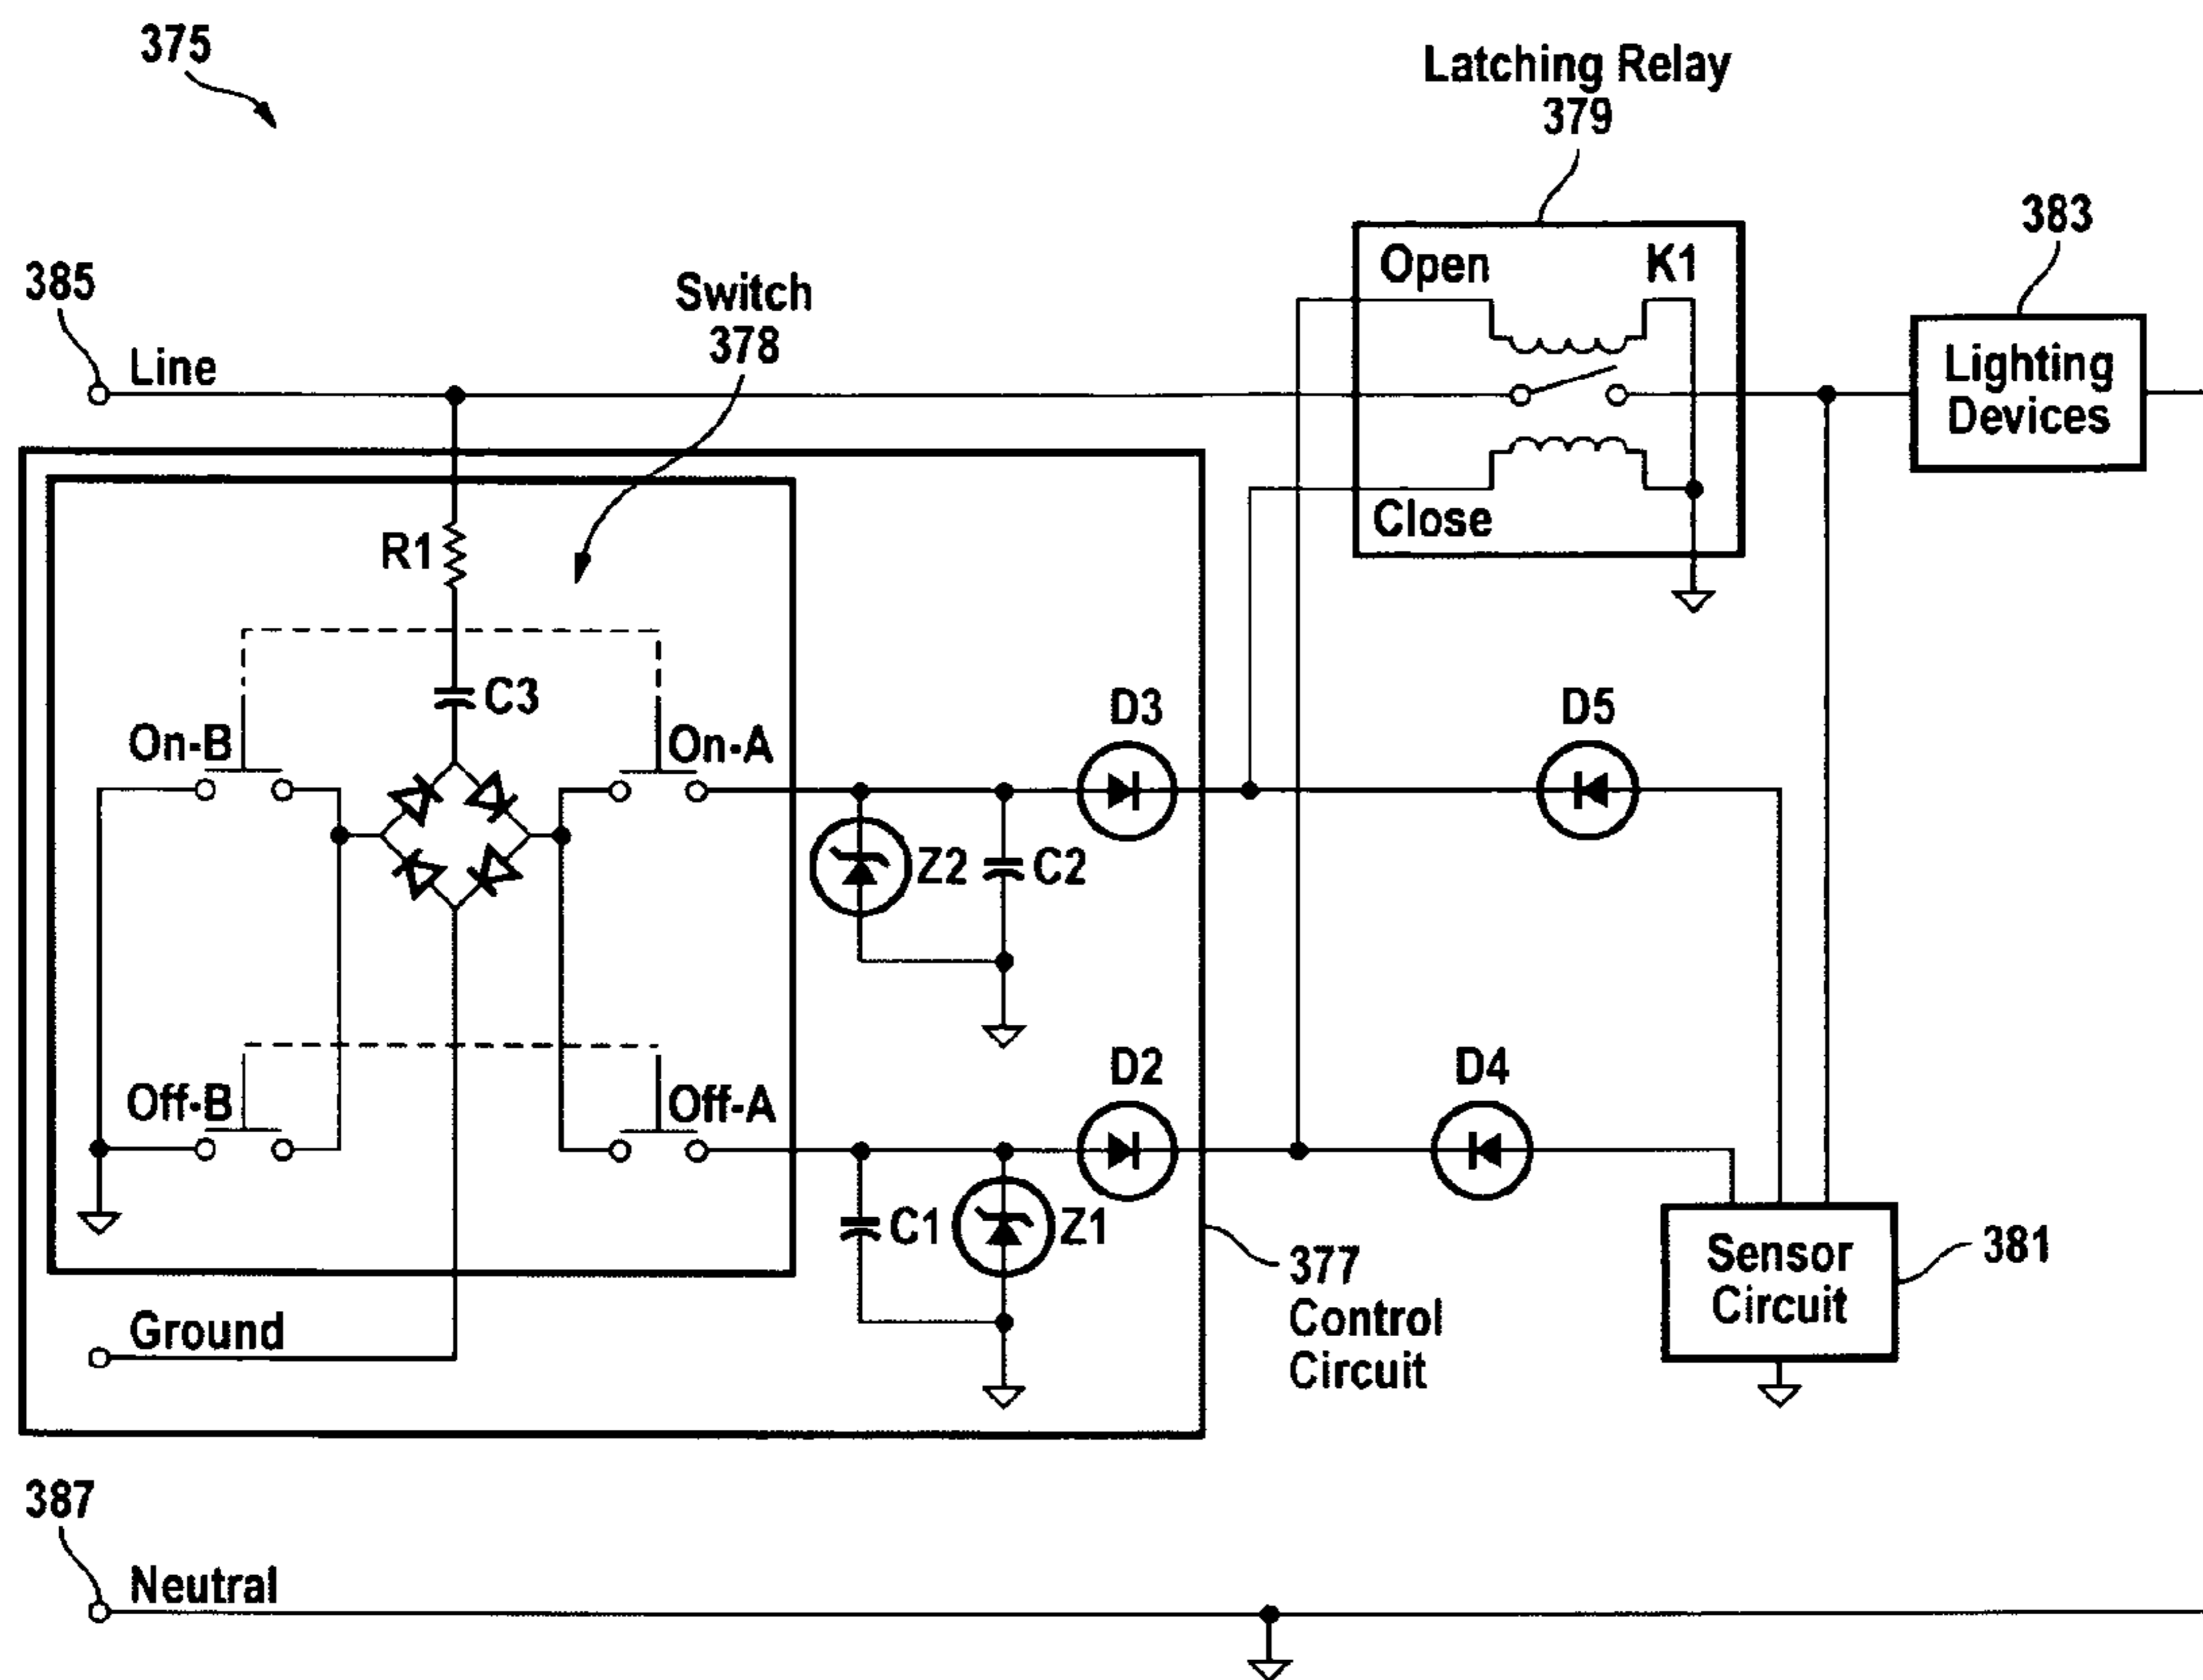 375
Latching Relay
379
383
385
Switch
378
Open
K1
Line
Lighting
Devices
Close
R1
C3
D3
D5
On-B
On-A
Z2
C2
D2
D4
Off-B
Off-A
C1
Z1
377
Control
Circuit
Sensor
Circuit
381
Ground
387
Neutral